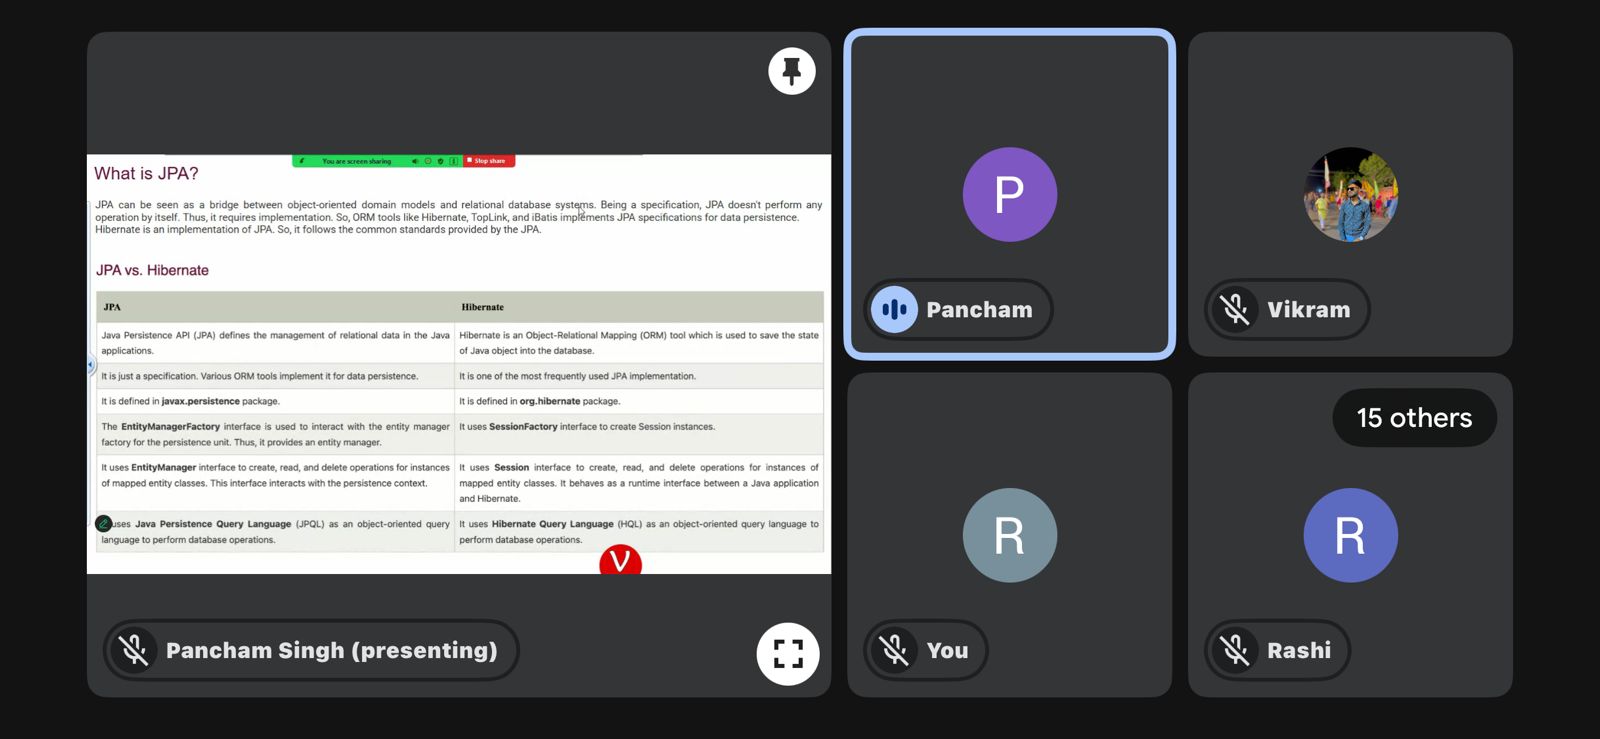 You are screen sharing
Stop share
What is JPA?
JPA can be seen as a bridge between object-oriented domain models and relational database systems. Being a specification, JPA doesn't perform any
operation by itself. Thus, it requires implementation. So, ORM tools like Hibernate, TopLink, and iBatis implements JPA specifications for data persistence.
Hibernate is an implementation of JPA. So, it follows the common standards provided by the JPA.
JPA vs. Hibernate
JPA
Hibernate
Java Persistence API (JPA) defines the management of relational data in the Java
applications.
Hibernate is an Object-Relational Mapping (ORM) tool which is used to save the state
of Java object into the database.
It is just a specification. Various ORM tools implement it for data persistence.
It is one of the most frequently used JPA implementation.
It is defined in javax.persistence package.
It is defined in org.hibernate package.
The EntityManagerFactory interface is used to interact with the entity manager
factory for the persistence unit. Thus, it provides an entity manager.
It uses SessionFactory interface to create Session instances.
It uses EntityManager interface to create, read, and delete operations for instances
of mapped entity classes. This interface interacts with the persistence context.
It uses Session interface to create, read, and delete operations for instances of
mapped entity classes. It behaves as a runtime interface between a Java application
and Hibernate.
uses Java Persistence Query Language (JPQL) as an object-oriented query
language to perform database operations.
It uses Hibernate Query Language (HQL) as an object-oriented query language to
perform database operations.
V
Pancham Singh (presenting)
P
Pancham
Vikram
R
You
15 others
R
Rashi